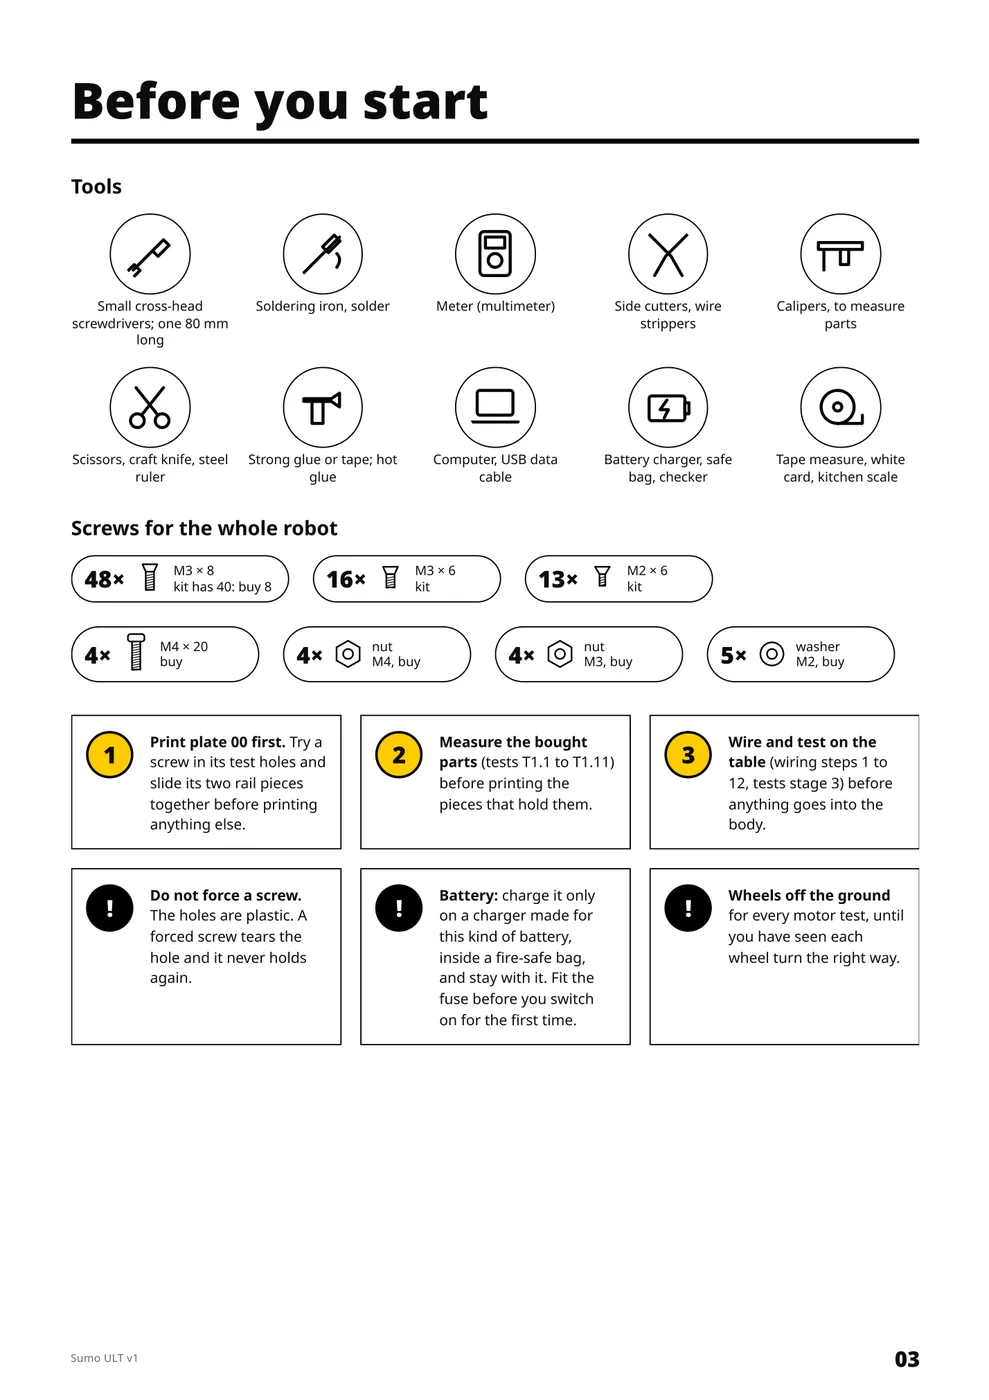 Before you start
Tools
Small cross-head
screwdrivers; one 80 mm
long
Soldering iron, solder
Meter (multimeter)
Side cutters, wire
strippers
Calipers, to measure
parts
Scissors, craft knife, steel
ruler
Strong glue or tape; hot
glue
Computer, USB data
cable
Battery charger, safe
bag, checker
Tape measure, white
card, kitchen scale
Screws for the whole robot
48×
M3 × 8
kit has 40: buy 8
16×
M3 × 6
kit
13×
M2 × 6
kit
4×
M4 × 20
buy
4×
nut
M4, buy
4×
nut
M3, buy
5×
washer
M2, buy
1
Print plate 00 first. Try a
screw in its test holes and
slide its two rail pieces
together before printing
anything else.
2
Measure the bought
parts (tests T1.1 to T1.11)
before printing the
pieces that hold them.
3
Wire and test on the
table (wiring steps 1 to
12, tests stage 3) before
anything goes into the
body.
!
Do not force a screw.
The holes are plastic. A
forced screw tears the
hole and it never holds
again.
!
Battery: charge it only
on a charger made for
this kind of battery,
inside a fire-safe bag,
and stay with it. Fit the
fuse before you switch
on for the first time.
!
Wheels off the ground
for every motor test, until
you have seen each
wheel turn the right way.
Sumo ULT v1
03